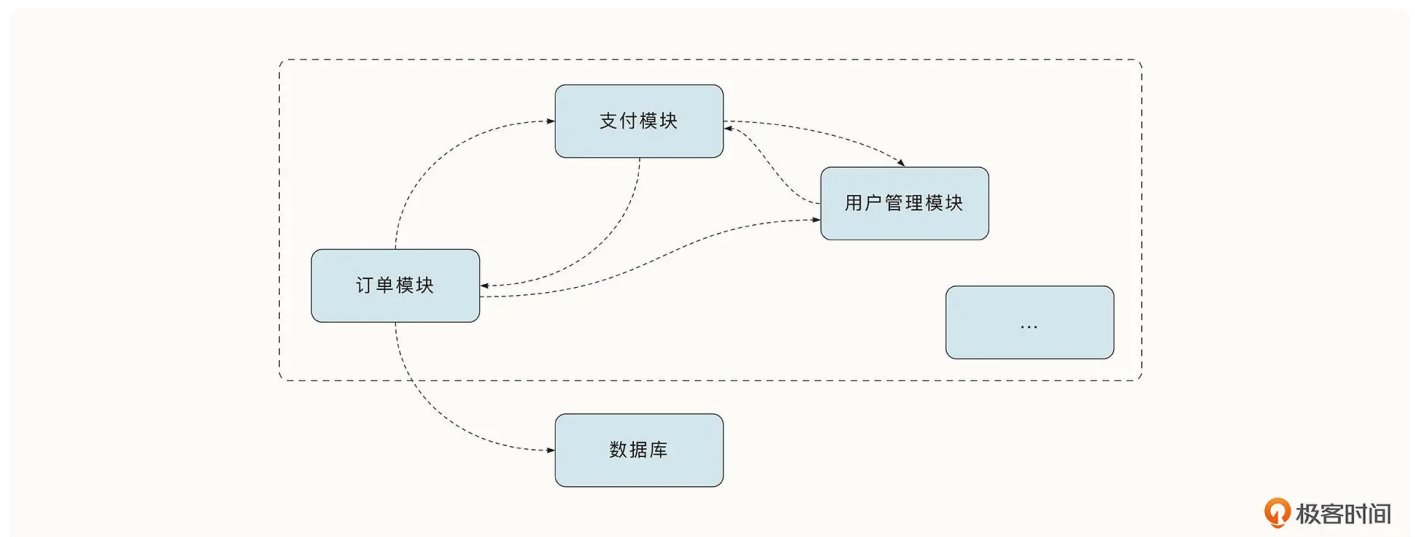 支付模块
用户管理模块
订单模块
...
数据库
极客时间